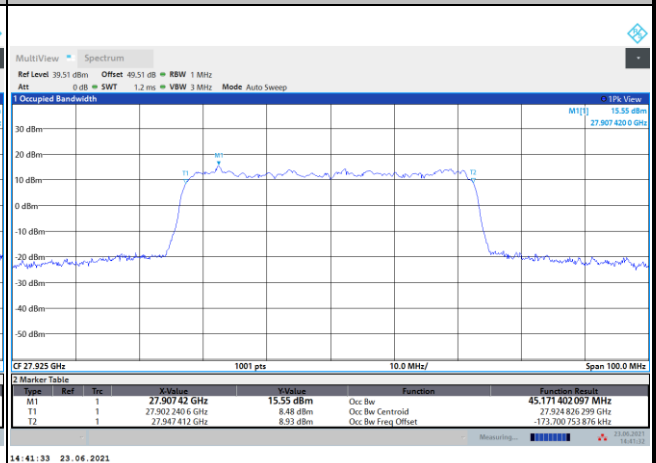 MultiView Spectrum
Ref Level 39.51 dBm Offset 49.51 dB RBW 1 MHz
Att 0 dB SWT 1.2 ms VBW 3 MHz Mode Auto Sweep
1 Occupied Bandwidth 1Pk View
M1[1] 15.55 dBm
27.907 420 0 GHz
30 dBm
20 dBm
M1
T1 T2
10 dBm
0 dBm
-10 dBm
-20 dBm
-30 dBm
-40 dBm
-50 dBm
CF 27.925 GHz 1001 pts 10.0 MHz/ Span 100.0 MHz
2 Marker Table
Type Ref Trc X-Value Y-Value Function Function Result
M1 1 27.907 42 GHz 15.55 dBm Occ Bw 45.171 402 097 MHz
T1 1 27.902 240 6 GHz 8.48 dBm Occ Bw Centroid 27.924 826 299 GHz
T2 1 27.947 412 GHz 8.93 dBm Occ Bw Freq Offset -173.700 753 876 kHz
Measuring... 23.06.2021
14:41:32
14:41:33 23.06.2021